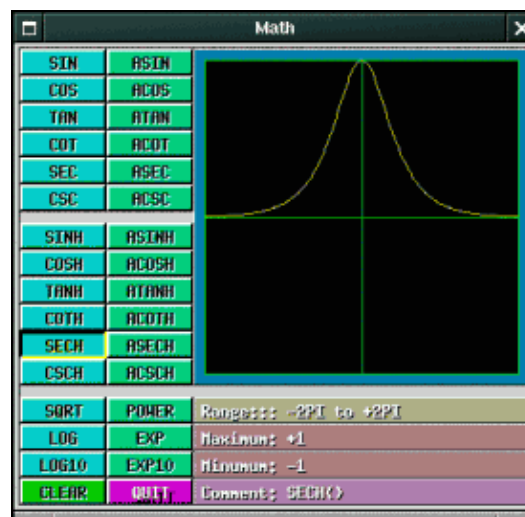 Math
SIN ASIN
COS ACOS
TAN ATAN
COT ACOT
SEC ASEC
CSC ACSC
SINH ASINH
COSH ACOSH
TANH ATANH
COTH ACOTH
SECH ASECH
CSCH ACSCH
SQRT POWER Range::: -2PI to +2PI
LOG EXP Maximum: +1
LOG10 EXP10 Minumum: -1
CLEAR QUIT Comment: SECH()